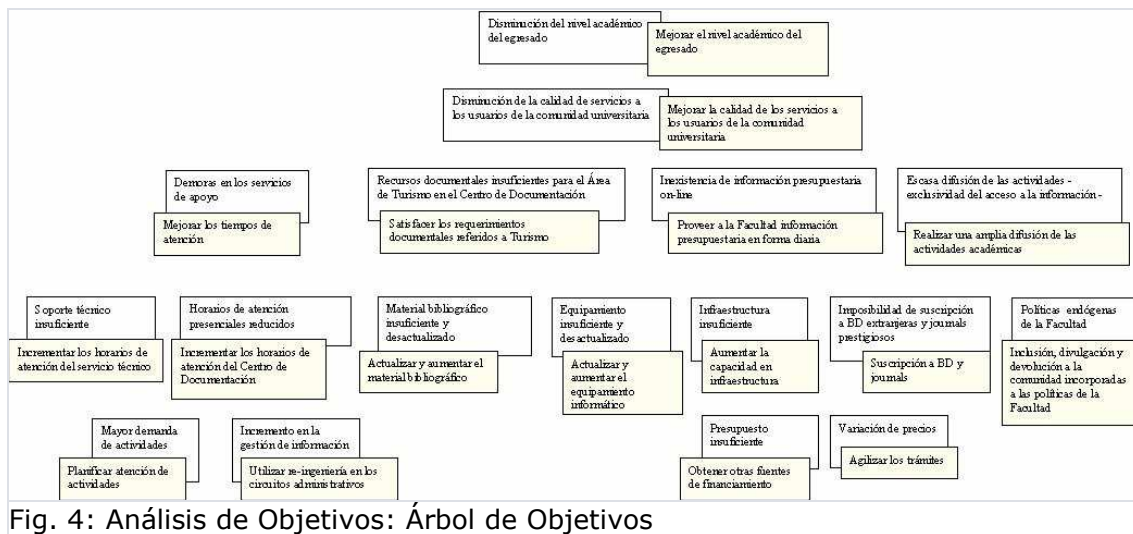 Disminución del nivel académico
del egresado
Mejorar el nivel académico del
egresado
Disminución de la calidad de servicios a
los usuarios de la comunidad universitaria
Mejorar la calidad de los servicios a
los usuarios de la comunidad
universitaria
Demoras en los servicios
de apoyo
Mejorar los tiempos de
atención
Recursos documentales insuficientes para el Área
de Turismo en el Centro de Documentación
Satisfacer los requerimientos
documentales referidos a Turismo
Inexistencia de información presupuestaria
on-line
Proveer a la Facultad información
presupuestaria en forma diaria
Escasa difusión de las actividades -
exclusividad del acceso a la información -
Realizar una amplia difusión de las
actividades académicas
Soporte técnico
insuficiente
Incrementar los horarios de
atención del servicio técnico
Horarios de atención
presenciales reducidos
Incrementar los horarios de
atención del Centro de
Documentación
Material bibliográfico
insuficiente y
desactualizado
Actualizar y aumentar el
material bibliográfico
Equipamiento
insuficiente y
desactualizado
Actualizar y
aumentar el
equipamiento
informático
Infraestructura
insuficiente
Aumentar la
capacidad en
infraestructura
Imposibilidad de suscripción
a BD extranjeras y journals
prestigiosos
Suscripción a BD y
journals
Políticas endógenas
de la Facultad
Inclusión, divulgación y
devolución a la
comunidad incorporadas
a las políticas de la
Facultad
Mayor demanda
de actividades
Planificar atención de
actividades
Incremento en la
gestión de información
Utilizar re-ingeniería en los
circuitos administrativos
Presupuesto
insuficiente
Obtener otras fuentes
de financiamiento
Variación de precios
Agilizar los trámites
Fig. 4: Análisis de Objetivos: Árbol de Objetivos